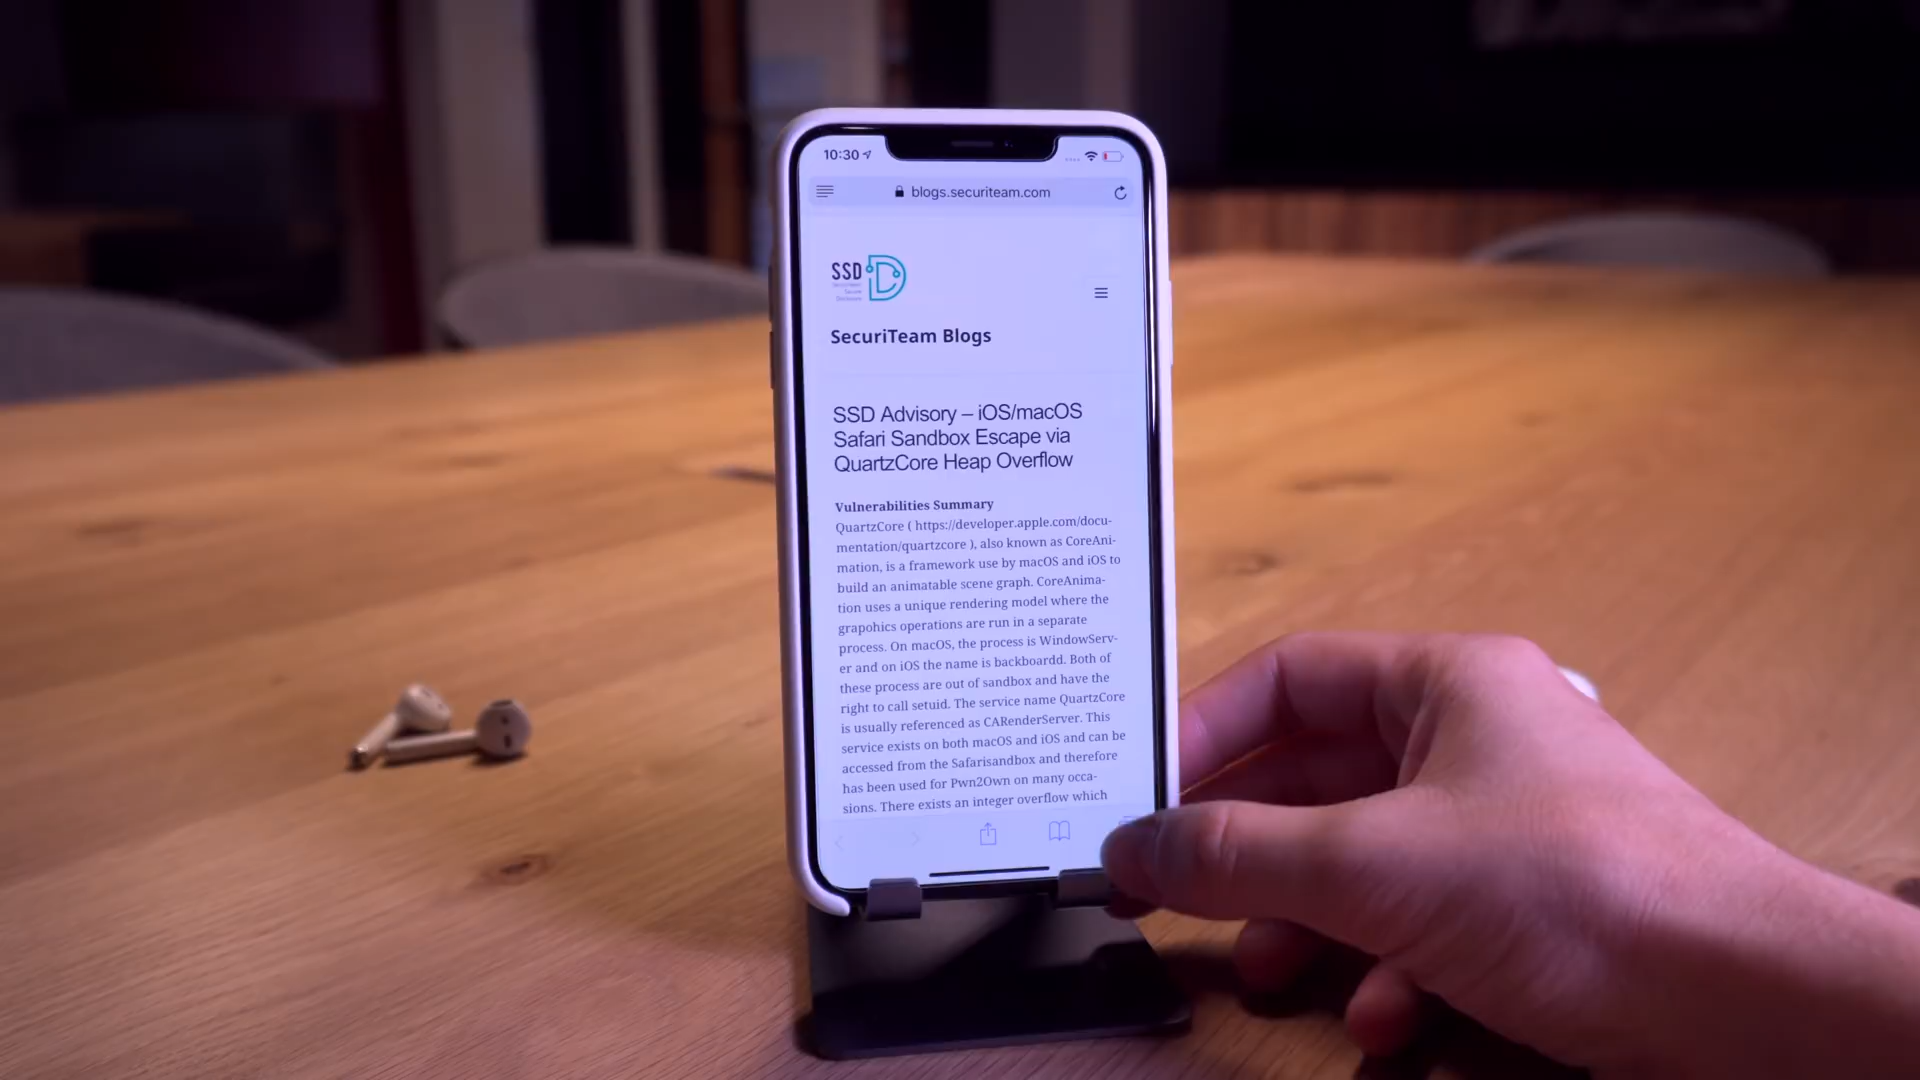 10:30
blogs.securiteam.com
SSD
SecuriTeam Blogs
SSD Advisory – iOS/macOS
Safari Sandbox Escape via
QuartzCore Heap Overflow
Vulnerabilities Summary
QuartzCore ( https://developer.apple.com/docu-
mentation/quartzcore ), also known as CoreAni-
mation, is a framework use by macOS and iOS to
build an animatable scene graph. CoreAnima-
tion uses a unique rendering model where the
grapohics operations are run in a separate
process. On macOS, the process is WindowServ-
er and on iOS the name is backboardd. Both of
these process are out of sandbox and have the
right to call setuid. The service name QuartzCore
is usually referenced as CARenderServer. This
service exists on both macOS and iOS and can be
accessed from the Safarisandbox and therefore
has been used for Pwn2Own on many occa-
sions. There exists an integer overflow which